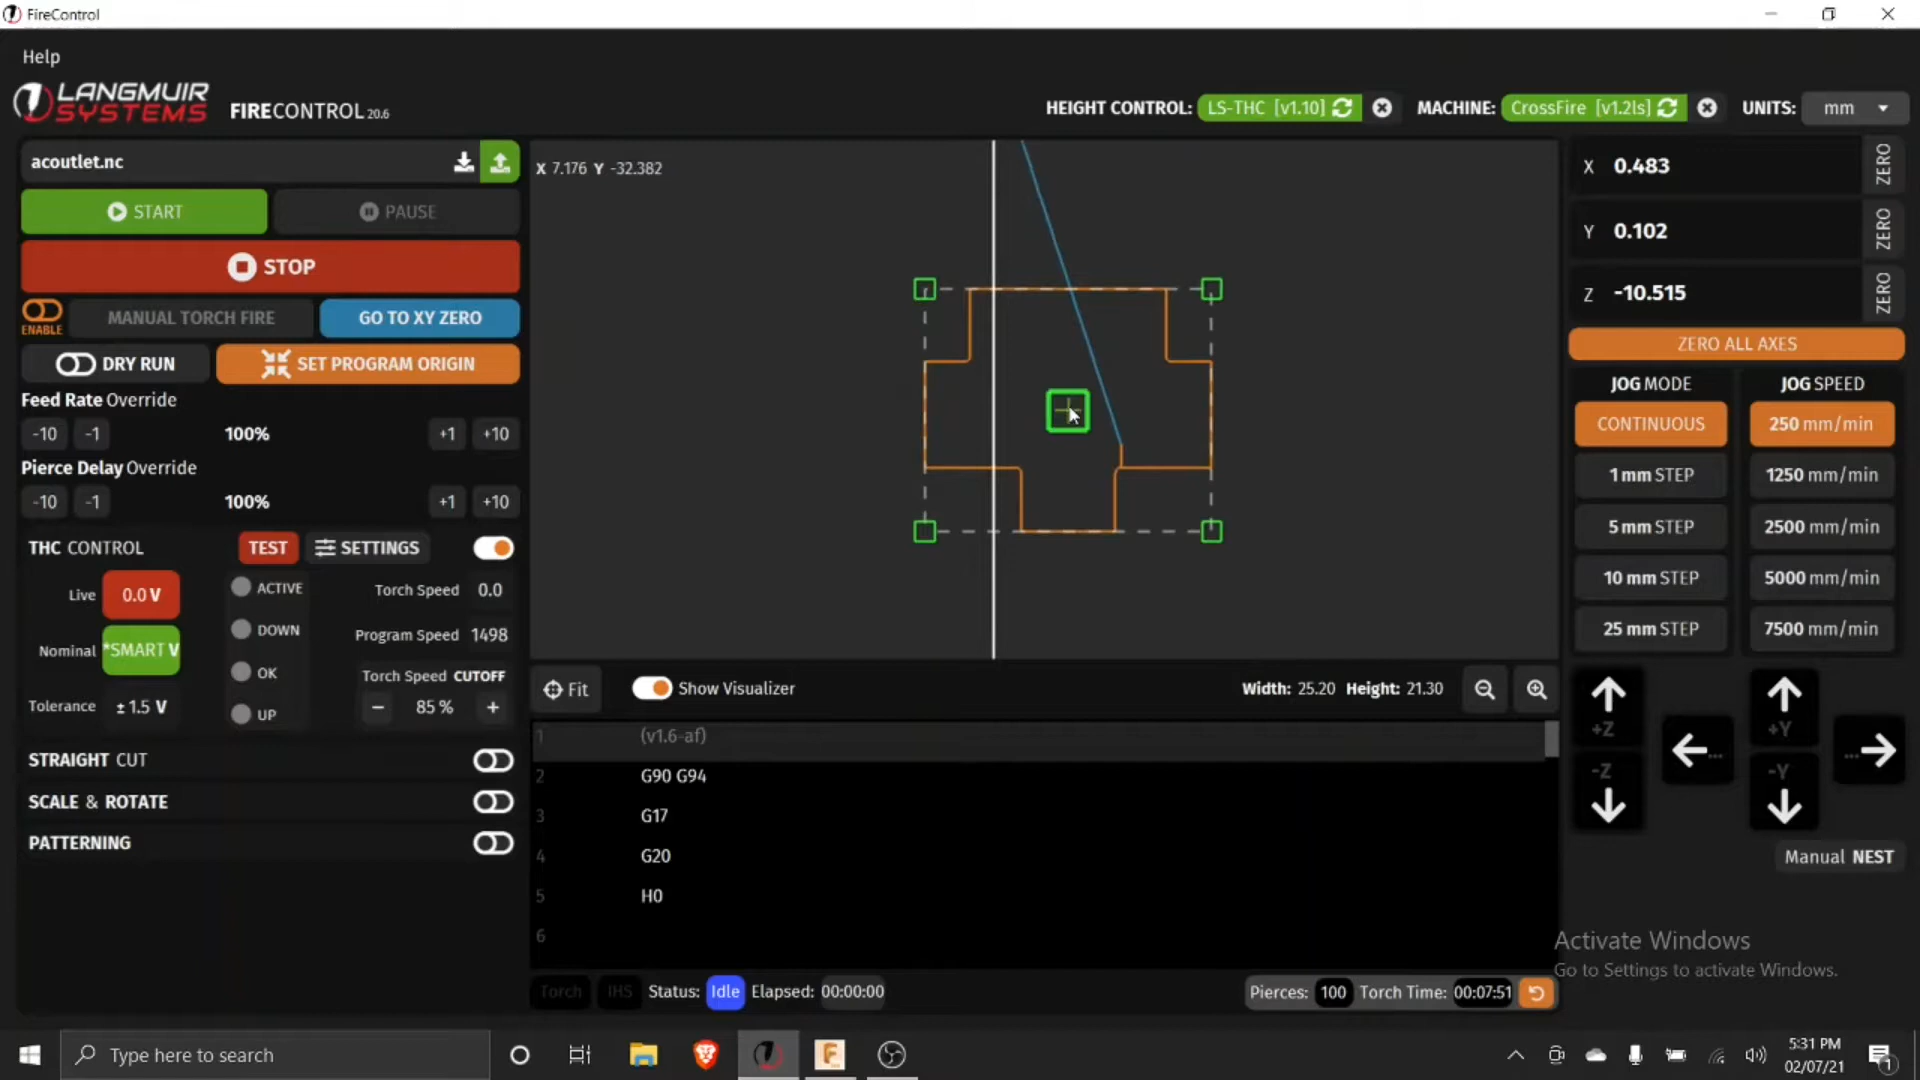 FireControl
Help
LANGMUIR SYSTEMS FIRECONTROL 20.6
HEIGHT CONTROL: LS-THC [v1.10] MACHINE: CrossFire [v1.2ls] UNITS: mm
acoutlet.nc
START PAUSE
STOP
ENABLE MANUAL TORCH FIRE GO TO XY ZERO
DRY RUN SET PROGRAM ORIGIN
Feed Rate Override
-10 -1 100% +1 +10
Pierce Delay Override
-10 -1 100% +1 +10
THC CONTROL TEST SETTINGS
Live 0.0 V
Nominal *SMART V
Tolerance ± 1.5 V
ACTIVE
DOWN
OK
UP
Torch Speed 0.0
Program Speed 1498
Torch Speed CUTOFF
− 85 % +
STRAIGHT CUT
SCALE & ROTATE
PATTERNING
X 7.176 Y -32.382
Fit Show Visualizer Width: 25.20 Height: 21.30
1 (v1.6-af)
2 G90 G94
3 G17
4 G20
5 H0
6
Torch IHS Status: Idle Elapsed: 00:00:00 Pierces: 100 Torch Time: 00:07:51
X 0.483 ZERO
Y 0.102 ZERO
Z -10.515 ZERO
ZERO ALL AXES
JOG MODE JOG SPEED
CONTINUOUS 250 mm/min
1 mm STEP 1250 mm/min
5 mm STEP 2500 mm/min
10 mm STEP 5000 mm/min
25 mm STEP 7500 mm/min
+Z +Y
-Z -Y
Manual NEST
Activate Windows
Go to Settings to activate Windows.
Type here to search
5:31 PM
02/07/21
1